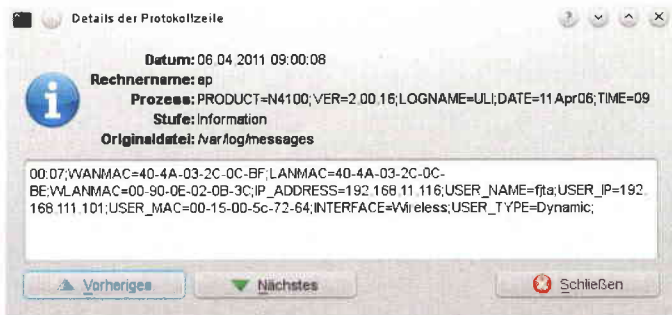 Details der Protokollzeile
Datum: 06.04.2011 09:00:08
Rechnername: ap
Prozess: PRODUCT=N4100;VER=2.00.16;LOGNAME=ULI;DATE=11Apr06;TIME=09
Stufe: Information
Originaldatei: /var/log/messages
00:07;WANMAC=40-4A-03-2C-0C-BF;LANMAC=40-4A-03-2C-0C-
BE;WLANMAC=00-90-0E-02-0B-3C;IP_ADDRESS=192.168.11.116;USER_NAME=fjta;USER_IP=192.
168.111.101;USER_MAC=00-15-00-5c-72-64;INTERFACE=Wireless;USER_TYPE=Dynamic;
Vorheriges
Nächstes
Schließen